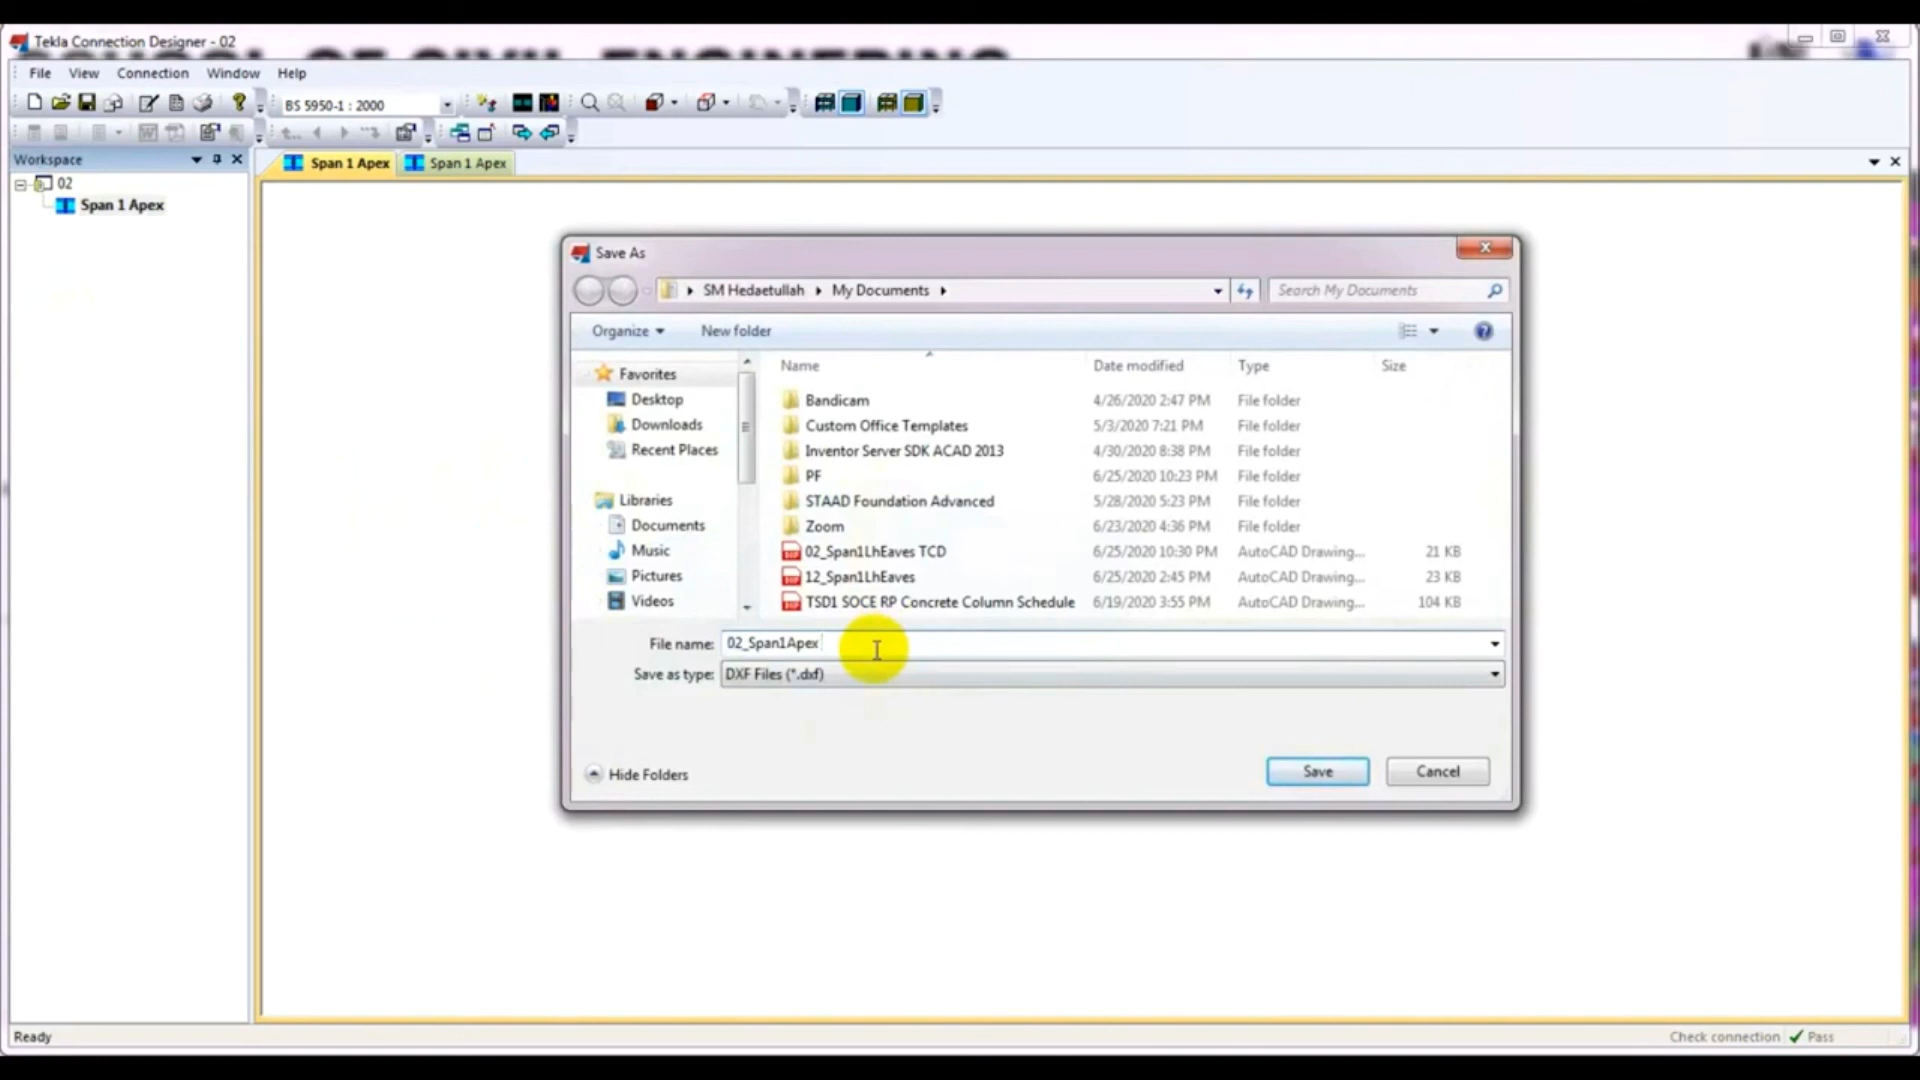 Tekla Connection Designer - 02
File View Connection Window Help
BS 5950-1 : 2000
Workspace
Span 1 Apex
Span 1 Apex
02
Span 1 Apex
Save As
SM Hedaetullah
My Documents
Search My Documents
Organize
New folder
Name
Date modified
Type
Size
Favorites
Desktop
Downloads
Recent Places
Libraries
Documents
Music
Pictures
Videos
Bandicam 4/26/2020 2:47 PM File folder
Custom Office Templates 5/3/2020 7:21 PM File folder
Inventor Server SDK ACAD 2013 4/30/2020 8:38 PM File folder
PF 6/25/2020 10:23 PM File folder
STAAD Foundation Advanced 5/28/2020 5:23 PM File folder
Zoom 6/23/2020 4:36 PM File folder
02_Span1LhEaves TCD 6/25/2020 10:30 PM AutoCAD Drawing... 21 KB
12_Span1LhEaves 6/25/2020 2:45 PM AutoCAD Drawing... 23 KB
TSD1 SOCE RP Concrete Column Schedule 6/19/2020 3:55 PM AutoCAD Drawing... 104 KB
File name: 02_Span1Apex
Save as type: DXF Files (*.dxf)
Hide Folders
Save
Cancel
Ready
Check connection
Pass